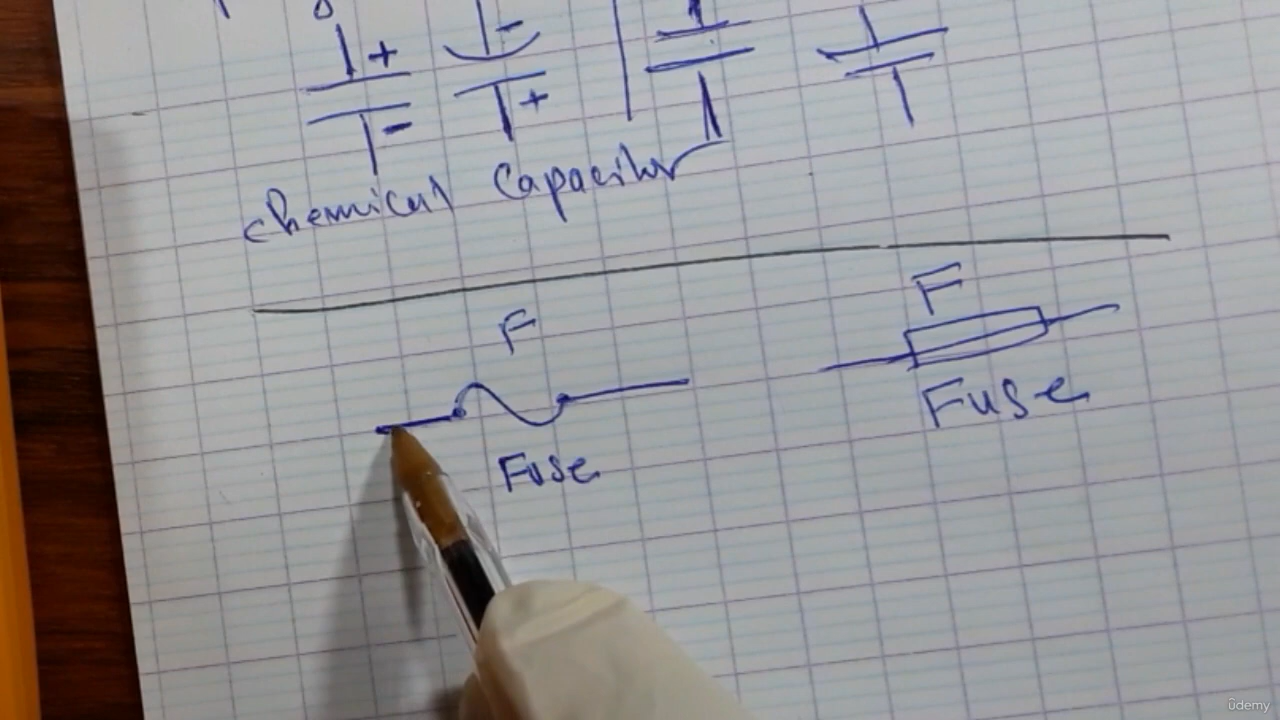 + - 
- +
chemical Capacitor
F F
Fuse Fuse
ûdemy